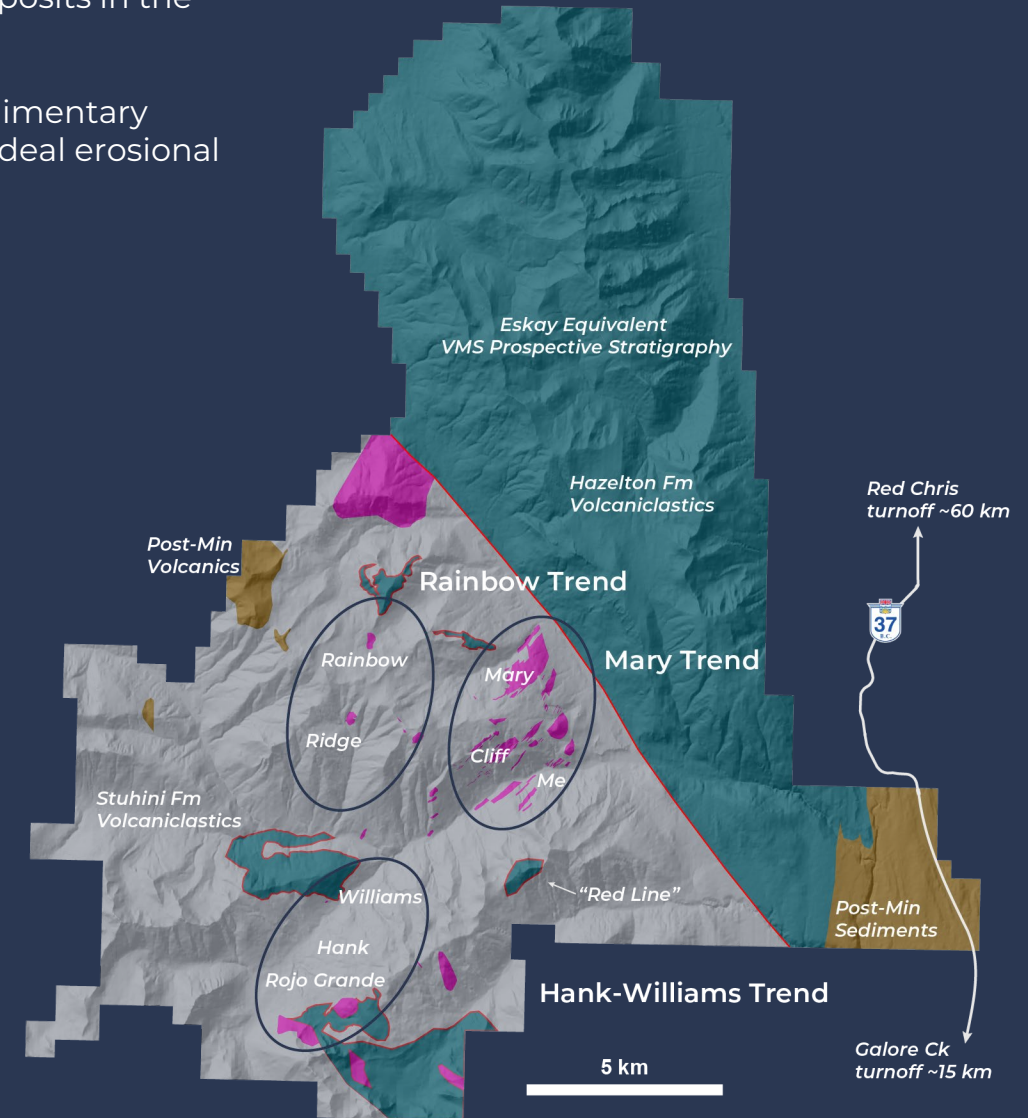 posits in the
imentary
deal erosional
Eskay Equivalent
VMS Prospective Stratigraphy
Hazelton Fm
Volcaniclastics
Red Chris
turnoff ~60 km
Post-Min
Volcanics
Rainbow Trend
37
B.C.
Rainbow
Mary Trend
Mary
Ridge
Cliff
Me
Stuhini Fm
Volcaniclastics
Williams
“Red Line”
Post-Min
Sediments
Hank
Rojo Grande
Hank-Williams Trend
Galore Ck
turnoff ~15 km
5 km